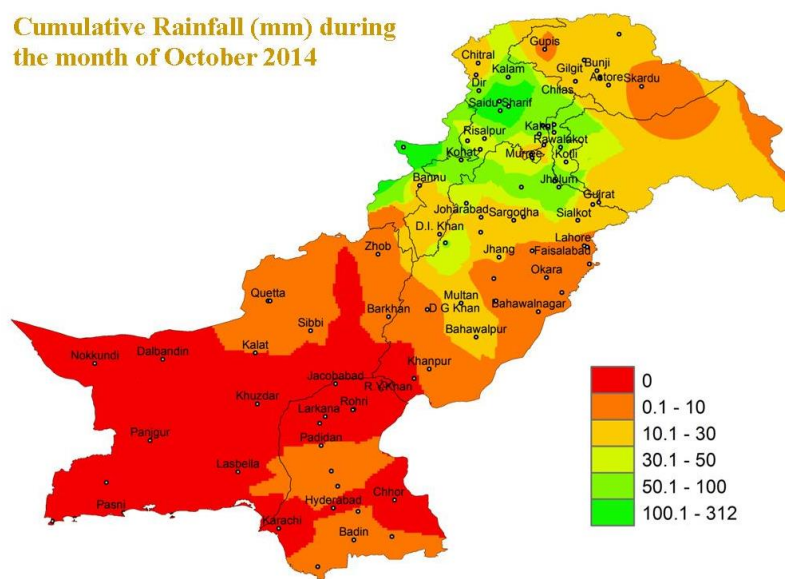 Cumulative Rainfall (mm) during
the month of October 2014
Gupis
Chitral
Bunji
Gilgit
Kalam
Astore
Skardu
Dir
Chilas
Saidu Sharif
Kakul
Risalpur
Rawalakot
Kohat
Murree
Kotli
Bannu
Jhelum
Gujrat
Joharabad
Sargodha
Sialkot
D.I. Khan
Lahore
Zhob
Jhang
Faisalabad
Okara
Quetta
Multan
Barkhan
D G Khan
Bahawalnagar
Sibbi
Bahawalpur
Kalat
Dalbandin
Nokkundi
Khanpur
Jacobabad
R Y Khan
Khuzdar
Larkana
Rohri
Panjgur
Padidan
Lasbella
Chhor
Pasni
Hyderabad
Karachi
Badin
0
0.1 - 10
10.1 - 30
30.1 - 50
50.1 - 100
100.1 - 312